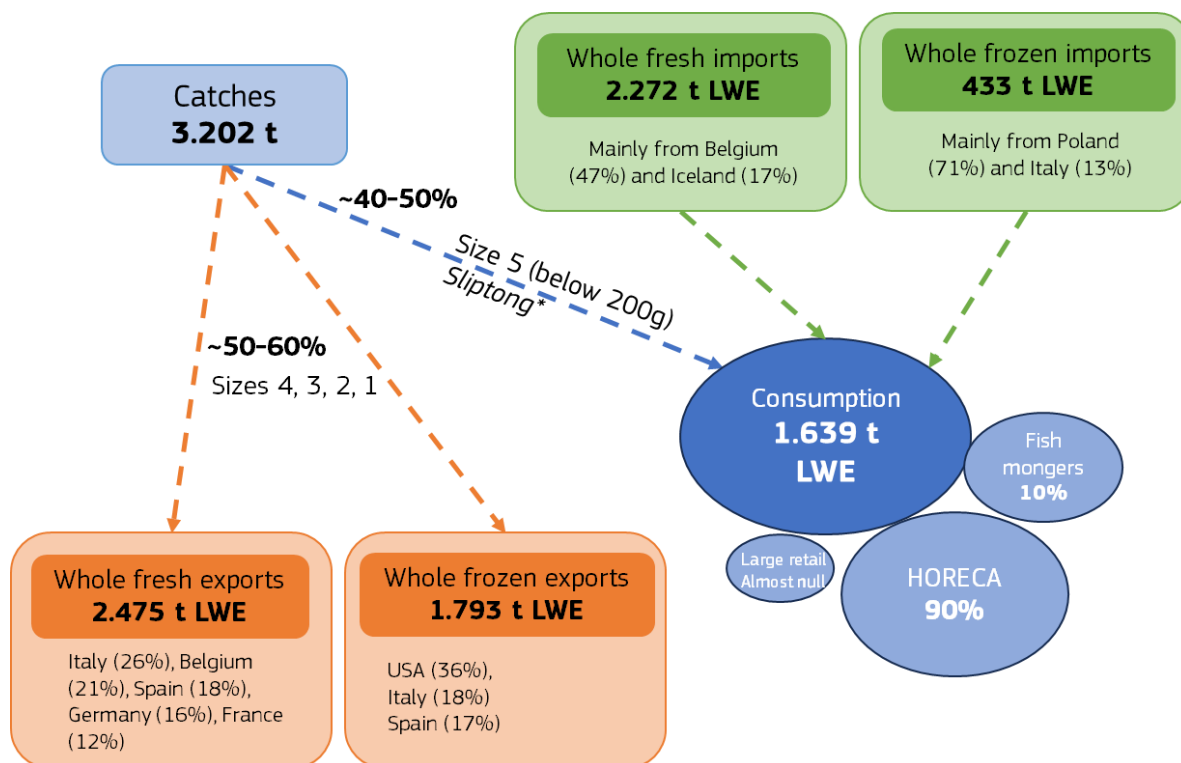 Catches
3.202 t
Whole fresh imports
2.272 t LWE
Mainly from Belgium
(47%) and Iceland (17%)
Whole frozen imports
433 t LWE
Mainly from Poland
(71%) and Italy (13%)
~40-50%
Size 5 (below 200g)
Sliptong*
~50-60%
Sizes 4, 3, 2, 1
Consumption
1.639 t
LWE
Fish
mongers
10%
Large retail
Almost null
HORECA
90%
Whole fresh exports
2.475 t LWE
Italy (26%), Belgium
(21%), Spain (18%),
Germany (16%), France
(12%)
Whole frozen exports
1.793 t LWE
USA (36%),
Italy (18%)
Spain (17%)